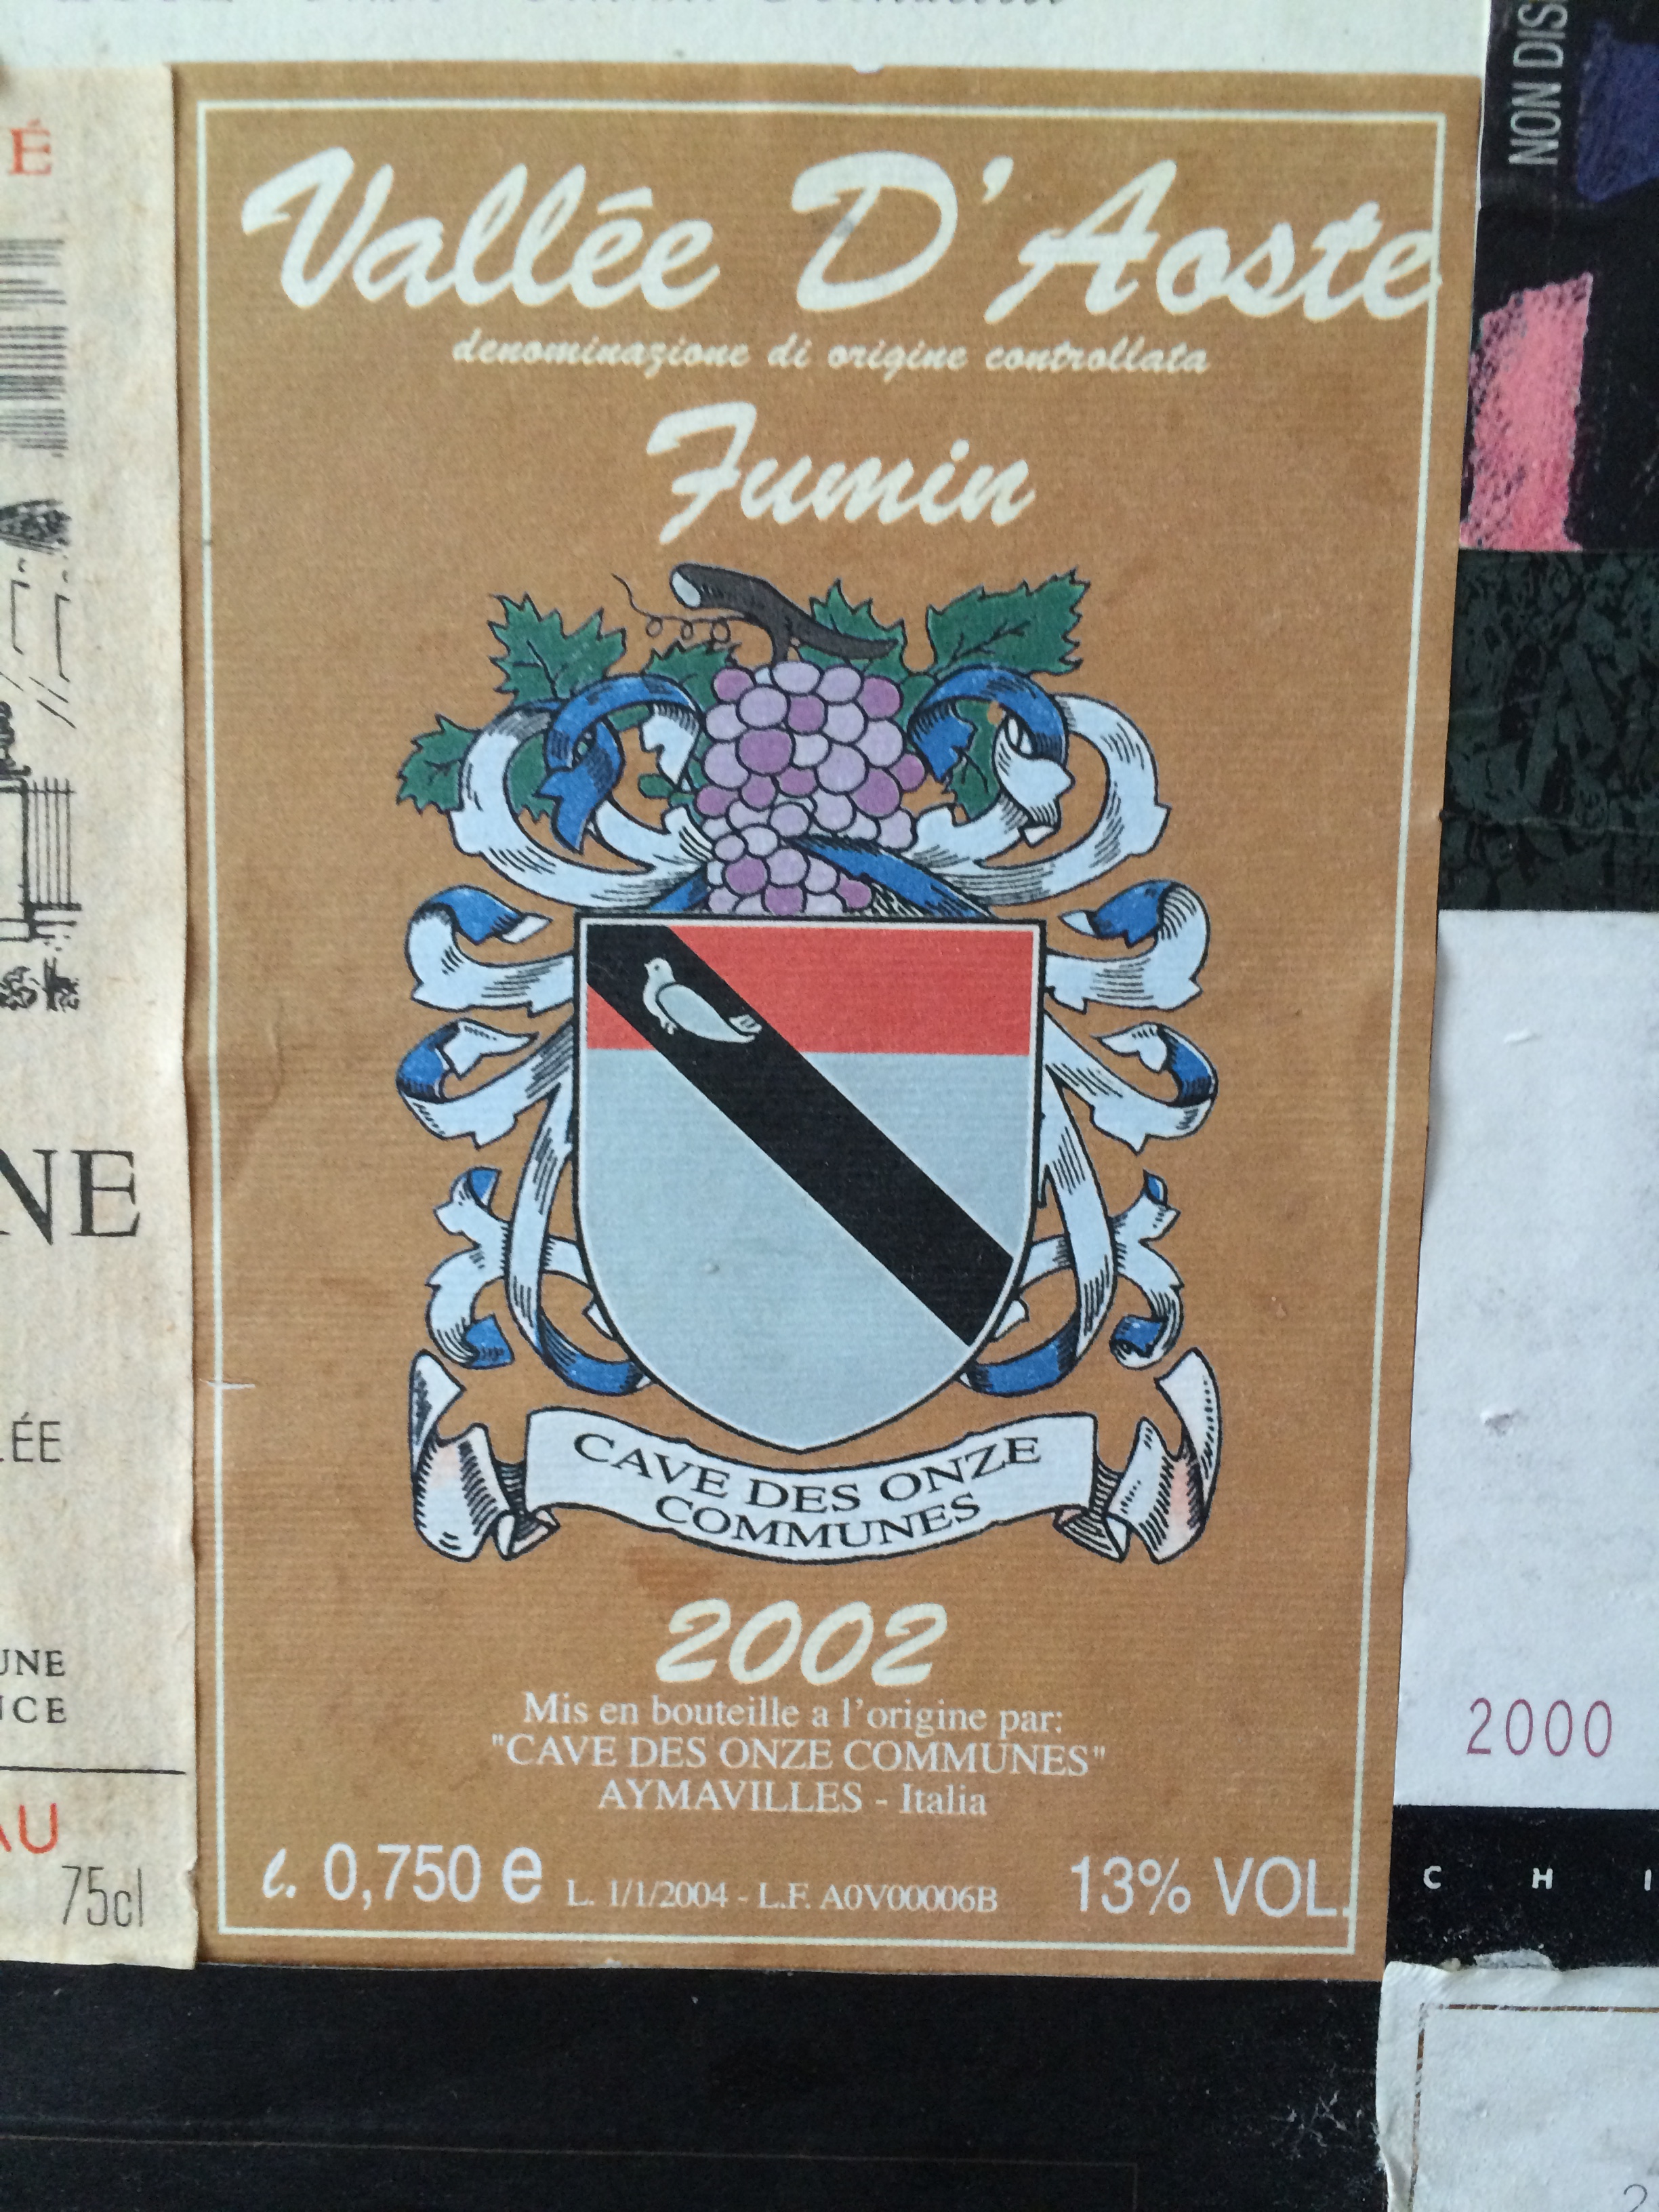 Vallée D'Aoste
denominazione di origine controllata
Fumin
CAVE DES ONZE
COMMUNES
2002
Mis en bouteille a l'origine par:
"CAVE DES ONZE COMMUNES"
AYMAVILLES - Italia
l. 0,750 e L. 1/1/2004 - L.F. A0V00006B 13% VOL.
É
NE
ÉE
UNE
NCE
AU
75cl
NON DIS
2000
C H I